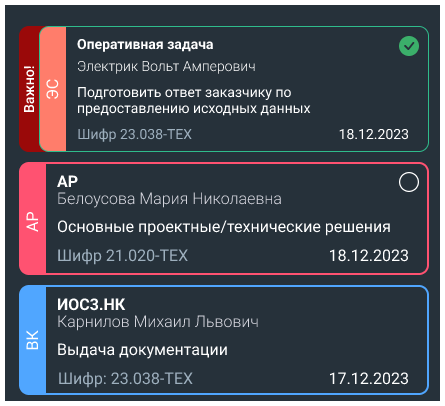 Важно!
ЭС
Оперативная задача
Электрик Вольт Амперович
Подготовить ответ заказчику по
предоставлению исходных данных
Шифр 23.038-ТЕХ 18.12.2023
АР
АР
Белоусова Мария Николаевна
Основные проектные/технические решения
Шифр 21.020-ТЕХ 18.12.2023
ВК
ИОС3.НК
Карнилов Михаил Львович
Выдача документации
Шифр: 23.038-ТЕХ 17.12.2023